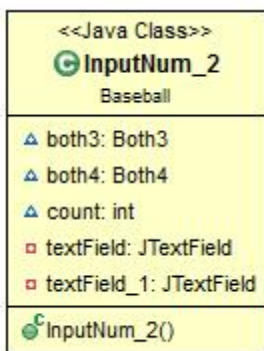 <<Java Class>>
InputNum_2
Baseball
both3: Both3
both4: Both4
count: int
textField: JTextField
textField_1: JTextField
InputNum_2()